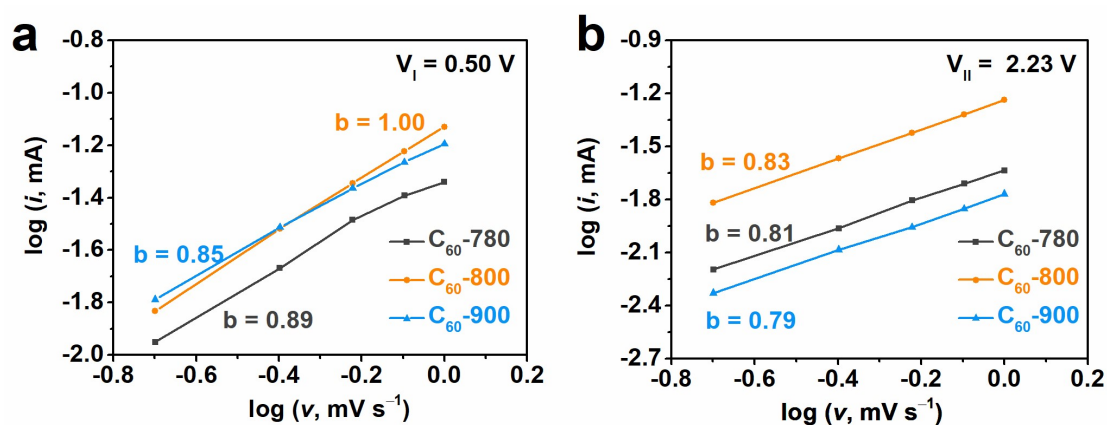 a
V_I = 0.50 V
b = 1.00
b = 0.85
b = 0.89
C₆₀-780
C₆₀-800
C₆₀-900
-0.8
-1.0
-1.2
-1.4
-1.6
-1.8
-2.0
log (i, mA)
-0.8 -0.6 -0.4 -0.2 0.0 0.2
log (v, mV s⁻¹)
b
V_II = 2.23 V
b = 0.83
b = 0.81
b = 0.79
C₆₀-780
C₆₀-800
C₆₀-900
-0.9
-1.2
-1.5
-1.8
-2.1
-2.4
-2.7
log (i, mA)
-0.8 -0.6 -0.4 -0.2 0.0 0.2
log (v, mV s⁻¹)